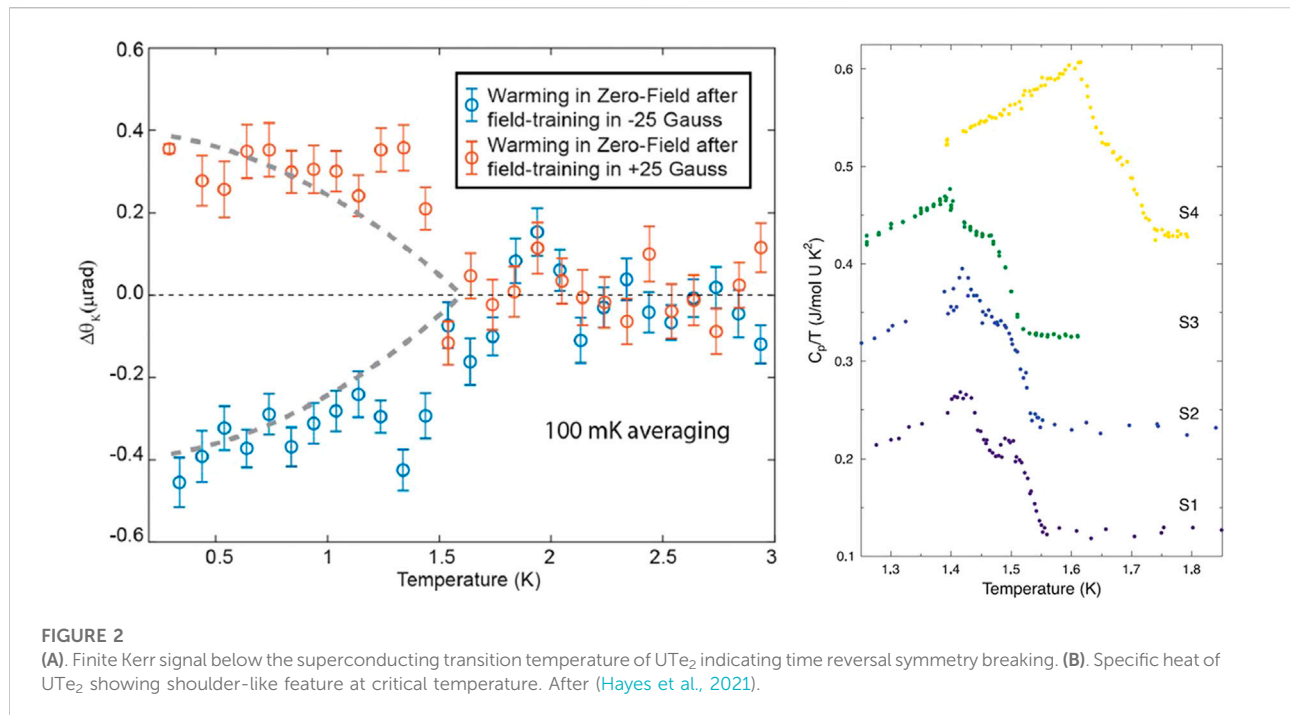 0.6
0.4
0.2
0.0
-0.2
-0.4
-0.6
Δθ_K(μrad)
Warming in Zero-Field after
field-training in -25 Gauss
Warming in Zero-Field after
field-training in +25 Gauss
100 mK averaging
0.5 1 1.5 2 2.5 3
Temperature (K)
0.6
0.5
0.4
0.3
0.2
0.1
C_p/T (J/mol U K²)
S4
S3
S2
S1
1.3 1.4 1.5 1.6 1.7 1.8
Temperature (K)
FIGURE 2
(A). Finite Kerr signal below the superconducting transition temperature of UTe₂ indicating time reversal symmetry breaking. (B). Specific heat of
UTe₂ showing shoulder-like feature at critical temperature. After (Hayes et al., 2021).